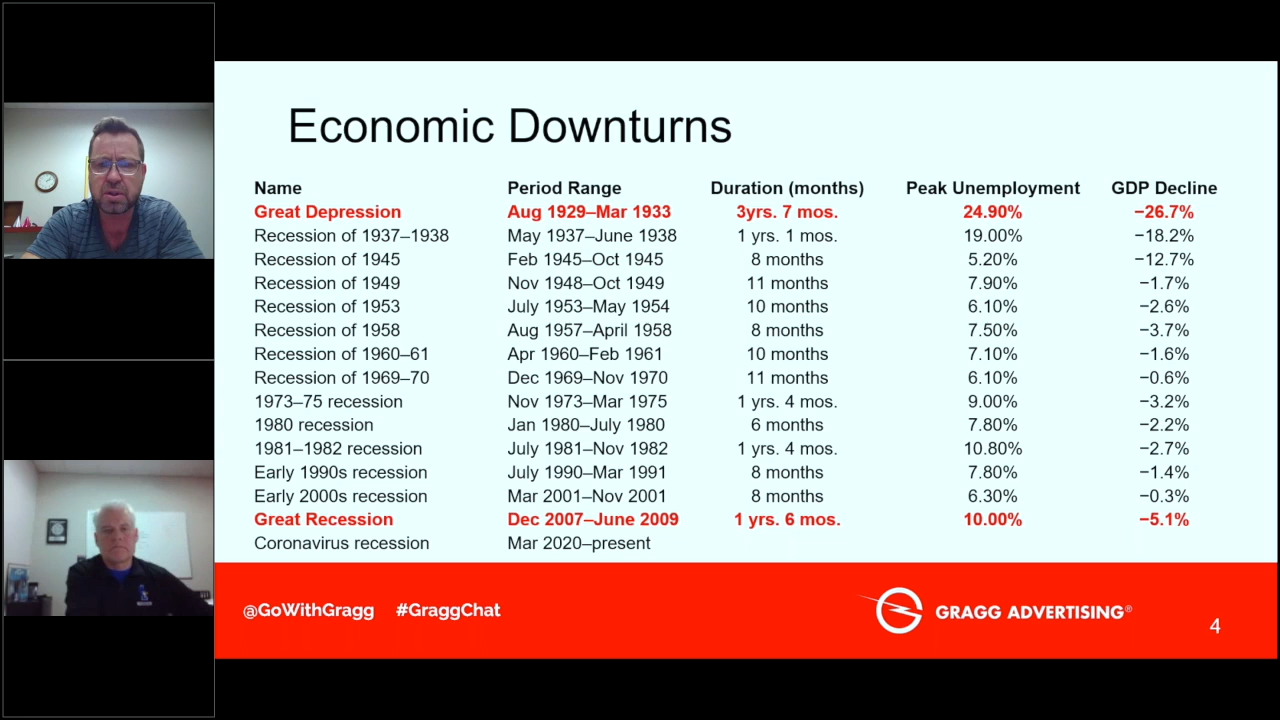 Economic Downturns
Name Period Range Duration (months) Peak Unemployment GDP Decline
Great Depression Aug 1929–Mar 1933 3yrs. 7 mos. 24.90% −26.7%
Recession of 1937–1938 May 1937–June 1938 1 yrs. 1 mos. 19.00% −18.2%
Recession of 1945 Feb 1945–Oct 1945 8 months 5.20% −12.7%
Recession of 1949 Nov 1948–Oct 1949 11 months 7.90% −1.7%
Recession of 1953 July 1953–May 1954 10 months 6.10% −2.6%
Recession of 1958 Aug 1957–April 1958 8 months 7.50% −3.7%
Recession of 1960–61 Apr 1960–Feb 1961 10 months 7.10% −1.6%
Recession of 1969–70 Dec 1969–Nov 1970 11 months 6.10% −0.6%
1973–75 recession Nov 1973–Mar 1975 1 yrs. 4 mos. 9.00% −3.2%
1980 recession Jan 1980–July 1980 6 months 7.80% −2.2%
1981–1982 recession July 1981–Nov 1982 1 yrs. 4 mos. 10.80% −2.7%
Early 1990s recession July 1990–Mar 1991 8 months 7.80% −1.4%
Early 2000s recession Mar 2001–Nov 2001 8 months 6.30% −0.3%
Great Recession Dec 2007–June 2009 1 yrs. 6 mos. 10.00% −5.1%
Coronavirus recession Mar 2020–present
@GoWithGragg #GraggChat GRAGG ADVERTISING®
4